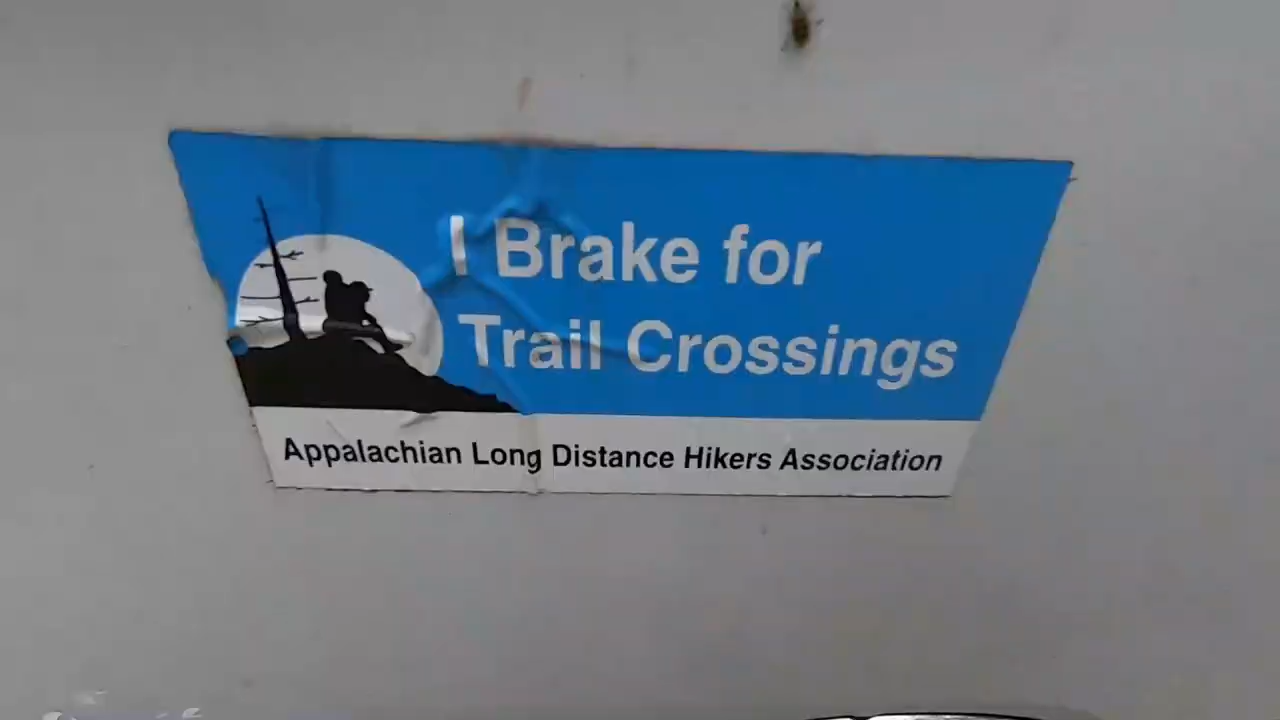 I Brake for
Trail Crossings
Appalachian Long Distance Hikers Association